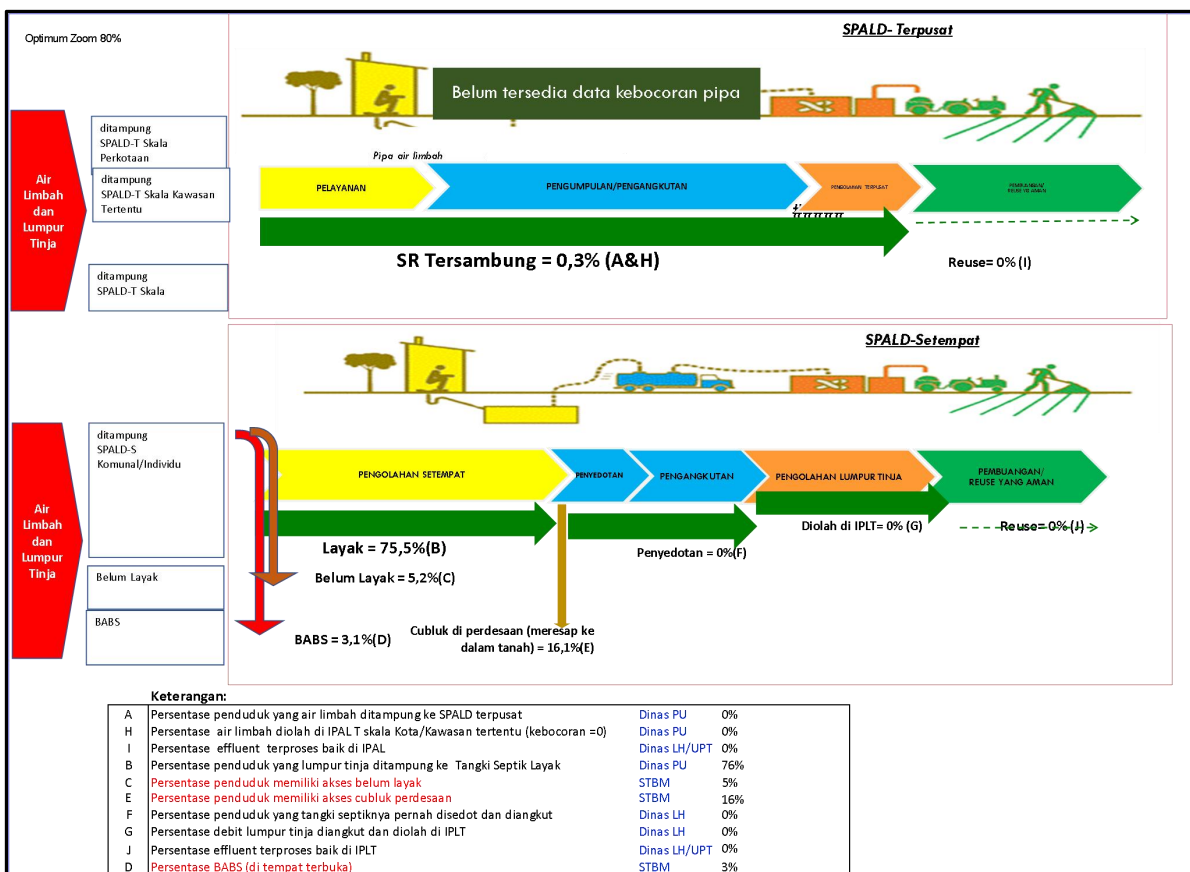 SPALD- Terpusat
Optimum Zoom 80%
Belum tersedia data kebocoran pipa
Air
Limbah
dan
Lumpur
Tinja
ditampung
SPALD-T Skala
Perkotaan
ditampung
SPALD-T Skala Kawasan
Tertentu
ditampung
SPALD-T Skala
Pipa air limbah
PELAYANAN
PENGUMPULAN/PENGANGKUTAN
PENGOLAHAN TERPUSAT
PEMBUANGAN/
REUSE YG AMAN
SR Tersambung = 0,3% (A&H)
Reuse= 0% (I)
SPALD-Setempat
Air
Limbah
dan
Lumpur
Tinja
ditampung
SPALD-S
Komunal/Individu
Belum Layak
BABS
PENGOLAHAN SETEMPAT
PENYEDOTAN
PENGANGKUTAN
PENGOLAHAN LUMPUR TINJA
PEMBUANGAN/
REUSE YANG AMAN
Layak = 75,5%(B)
Belum Layak = 5,2%(C)
BABS = 3,1%(D)
Cubluk di perdesaan (meresap ke
dalam tanah) = 16,1%(E)
Penyedotan = 0%(F)
Diolah di IPLT= 0% (G)
Reuse= 0% (J)
Keterangan:
A Persentase penduduk yang air limbah ditampung ke SPALD terpusat Dinas PU 0%
H Persentase air limbah diolah di IPAL T skala Kota/Kawasan tertentu (kebocoran =0) Dinas PU 0%
I Persentase effluent terproses baik di IPAL Dinas LH/UPT 0%
B Persentase penduduk yang lumpur tinja ditampung ke Tangki Septik Layak Dinas PU 76%
C Persentase penduduk memiliki akses belum layak STBM 5%
E Persentase penduduk memiliki akses cubluk perdesaan STBM 16%
F Persentase penduduk yang tangki septiknya pernah disedot dan diangkut Dinas LH 0%
G Persentase debit lumpur tinja diangkut dan diolah di IPLT Dinas LH 0%
J Persentase effluent terproses baik di IPLT Dinas LH/UPT 0%
D Persentase BABS (di tempat terbuka) STBM 3%